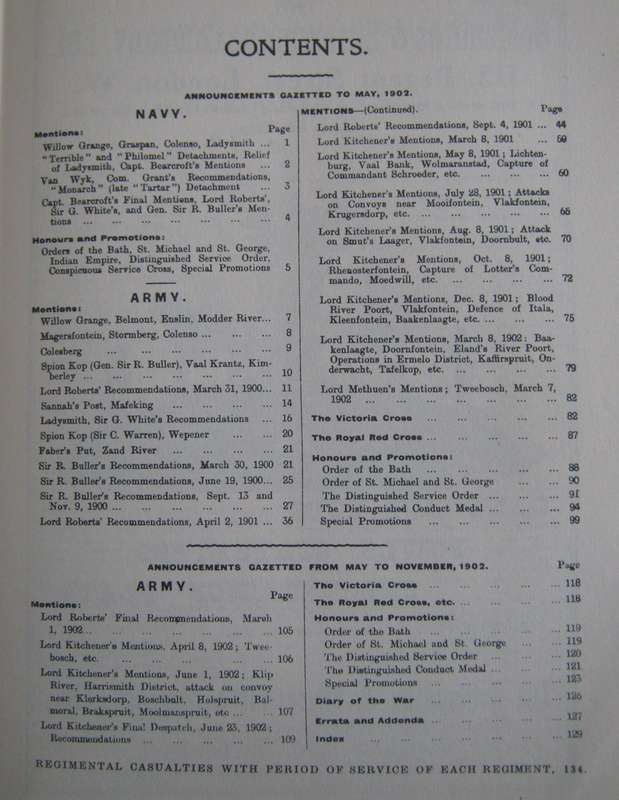 CONTENTS.
ANNOUNCEMENTS GAZETTED TO MAY, 1902.
NAVY.
Mentions: Page
Willow Grange, Graspan, Colenso, Ladysmith ... 1
"Terrible" and "Philomel" Detachments, Relief
of Ladysmith, Capt. Bearcroft's Mentions ... 2
Van Wyk, Com. Grant's Recommendations,
"Monarch" (late "Tartar") Detachment ... 3
Capt. Bearcroft's Final Mentions, Lord Roberts',
Sir G. White's, and Gen. Sir R. Buller's Men-
tions ... ... ... ... ... ... ... 4
Honours and Promotions:
Orders of the Bath, St. Michael and St. George,
Indian Empire, Distinguished Service Order,
Conspicuous Service Cross, Special Promotions 5
ARMY.
Mentions:
Willow Grange, Belmont, Enslin, Modder River... 7
Magersfontein, Stormberg, Colenso ... ... ... 8
Colesberg ... ... ... ... ... ... 9
Spion Kop (Gen. Sir R. Buller), Vaal Krantz, Kim-
berley ... ... ... ... ... ... ... 10
Lord Roberts' Recommendations, March 31, 1900... 11
Sannah's Post, Mafeking ... ... ... ... 14
Ladysmith, Sir G. White's Recommendations ... 16
Spion Kop (Sir C. Warren), Wepener ... ... 20
Faber's Put, Zand River ... ... ... ... 21
Sir R. Buller's Recommendations, March 30, 1900 21
Sir R. Buller's Recommendations, June 19, 1900... 25
Sir R. Buller's Recommendations, Sept. 13 and
Nov. 9, 1900 ... ... ... ... ... ... 27
Lord Roberts' Recommendations, April 2, 1901 ... 36
MENTIONS—(Continued). Page
Lord Roberts' Recommendations, Sept. 4, 1901 ... 44
Lord Kitchener's Mentions, March 8, 1901 ... 59
Lord Kitchener's Mentions, May 8, 1901; Lichten-
burg, Vaal Bank, Wolmaranstad, Capture of
Commandant Schroeder, etc. ... ... ... 60
Lord Kitchener's Mentions, July 28, 1901; Attacks
on Convoys near Mooifontein, Vlakfontein,
Krugersdorp, etc. ... ... ... ... ... 65
Lord Kitchener's Mentions, Aug. 8, 1901; Attack
on Smut's Laager, Vlakfontein, Doornbult, etc. 70
Lord Kitchener's Mentions, Oct. 8, 1901;
Rhenosterfontein, Capture of Lotter's Com-
mando, Moedwill, etc. ... ... ... ... 72
Lord Kitchener's Mentions, Dec. 8, 1901; Blood
River Poort, Vlakfontein, Defence of Itala,
Kleenfontein, Baakenlaagte, etc. ... ... ... 75
Lord Kitchener's Mentions, March 8, 1902: Baa-
kenlaagte, Doornfontein, Eland's River Poort,
Operations in Ermelo District, Kaffirspruit, On-
derwacht, Tafelkop, etc. ... ... ... ... 79
Lord Methuen's Mentions; Tweebosch, March 7,
1902 ... ... ... ... ... ... ... 82
The Victoria Cross ... ... ... ... ... 82
The Royal Red Cross ... ... ... ... ... 87
Honours and Promotions:
Order of the Bath ... ... ... ... ... 88
Order of St. Michael and St. George ... ... 90
The Distinguished Service Order ... ... ... 91
The Distinguished Conduct Medal ... ... ... 94
Special Promotions ... ... ... ... ... 99
ANNOUNCEMENTS GAZETTED FROM MAY TO NOVEMBER, 1902.
ARMY.
Page
Mentions:
Lord Roberts' Final Recommendations, March
1, 1902... ... ... ... ... ... ... 105
Lord Kitchener's Mentions, April 8, 1902; Twee-
bosch, etc. ... ... ... ... ... 106
Lord Kitchener's Mentions, June 1, 1902; Klip
River, Harrismith District, attack on convoy
near Klerksdorp, Boschbult, Holspruit, Bal-
moral, Brakspruit, Moolmanspruit, etc ... ... 107
Lord Kitchener's Final Despatch, June 23, 1902;
Recommendations ... ... ... ... ... 109
Page
The Victoria Cross ... ... ... ... ... 118
The Royal Red Cross, etc. ... ... ... ... 118
Honours and Promotions:
Order of the Bath ... ... ... ... ... 119
Order of St. Michael and St. George ... ... 119
The Distinguished Service Order ... ... ... 120
The Distinguished Conduct Medal ... ... ... 121
Special Promotions ... ... ... ... ... 123
Diary of the War ... ... ... ... ... 125
Errata and Addenda ... ... ... ... ... 127
Index ... ... ... ... ... ... 129
REGIMENTAL CASUALTIES WITH PERIOD OF SERVICE OF EACH REGIMENT, 134.